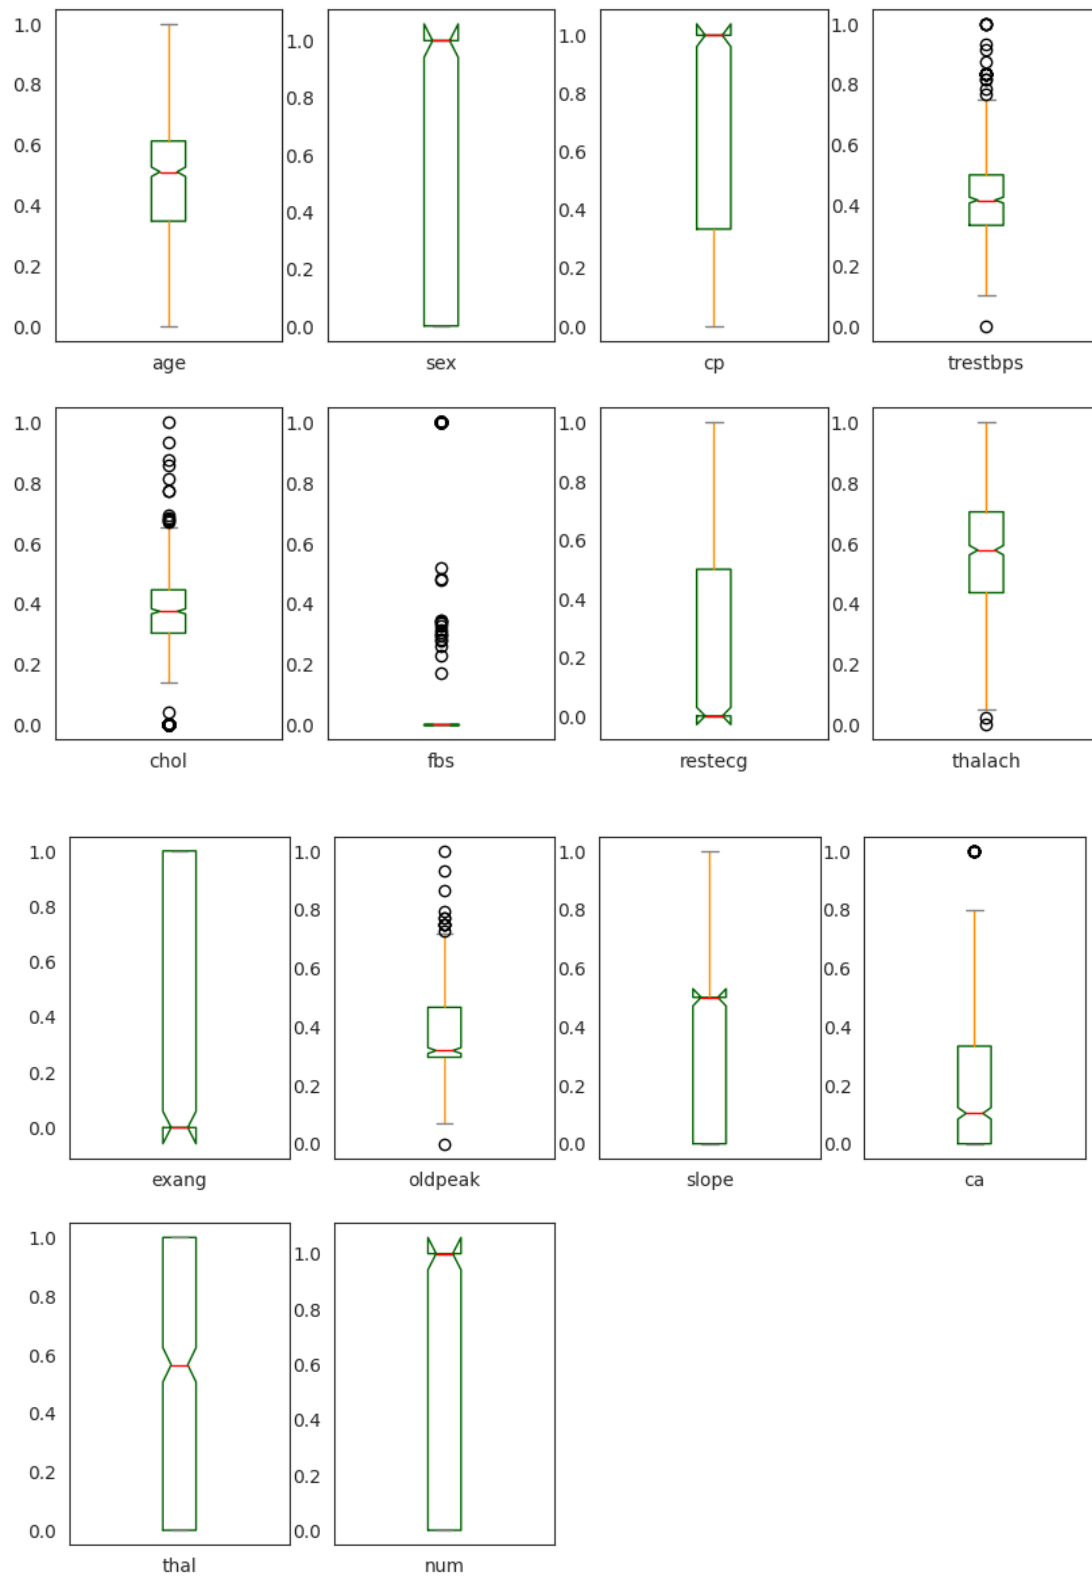 1.0 1.0 1.0 1.0
0.8 0.8 0.8 0.8
0.6 0.6 0.6 0.6
0.4 0.4 0.4 0.4
0.2 0.2 0.2 0.2
0.0 0.0 0.0 0.0
age sex cp trestbps
1.0 1.0 1.0 1.0
0.8 0.8 0.8 0.8
0.6 0.6 0.6 0.6
0.4 0.4 0.4 0.4
0.2 0.2 0.2 0.2
0.0 0.0 0.0 0.0
chol fbs restecg thalach
1.0 1.0 1.0 1.0
0.8 0.8 0.8 0.8
0.6 0.6 0.6 0.6
0.4 0.4 0.4 0.4
0.2 0.2 0.2 0.2
0.0 0.0 0.0 0.0
exang oldpeak slope ca
1.0 1.0
0.8 0.8
0.6 0.6
0.4 0.4
0.2 0.2
0.0 0.0
thal num